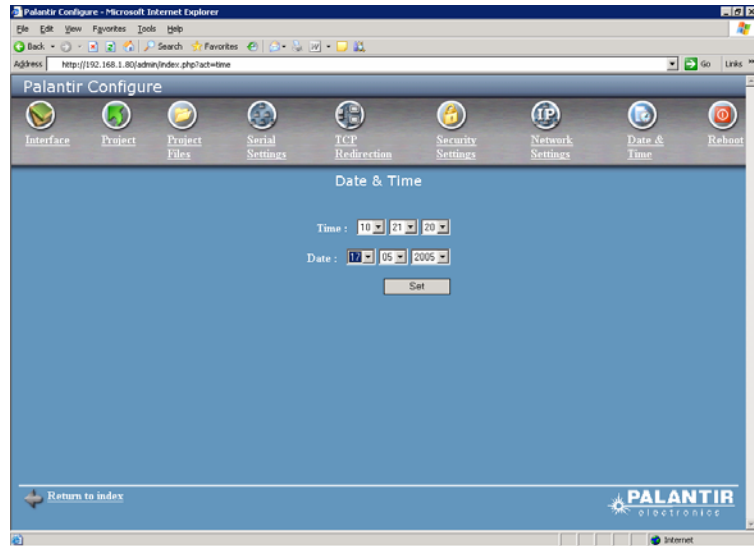 Palantir Configure - Microsoft Internet Explorer
File Edit View Favorites Tools Help
Back Search Favorites
Address http://192.168.1.80/admin/index.php?act=time Go Links »
Palantir Configure
Interface
Project
Project
Files
Serial
Settings
TCP
Redirection
Security
Settings
IP
Network
Settings
Date &
Time
Reboot
Date & Time
Time : 10 21 20
Date : 17 05 2005
Set
Return to index
PALANTIR
electronics
Internet